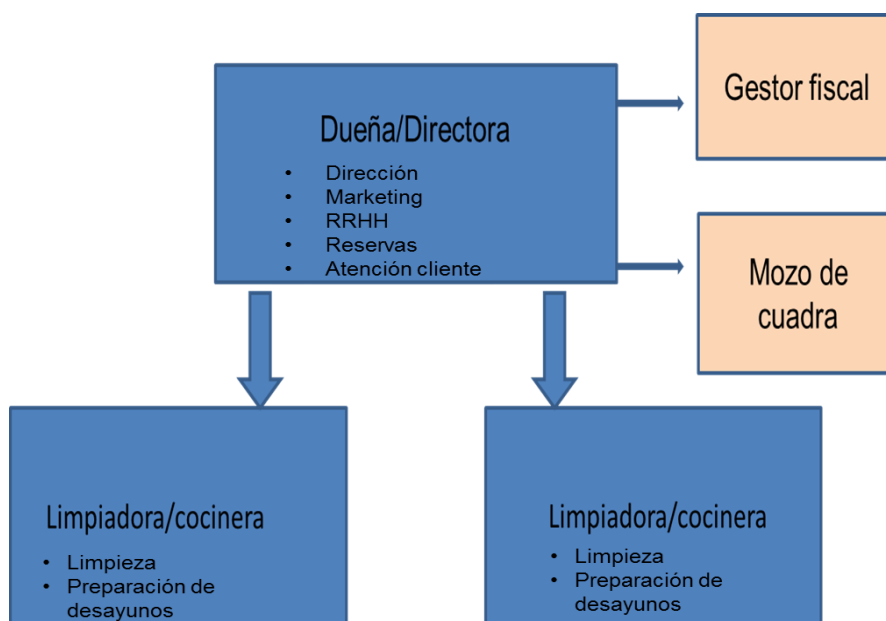 Dueña/Directora
• Dirección
• Marketing
• RRHH
• Reservas
• Atención cliente
Gestor fiscal
Mozo de
cuadra
Limpiadora/cocinera
• Limpieza
• Preparación de
desayunos
Limpiadora/cocinera
• Limpieza
• Preparación de
desayunos